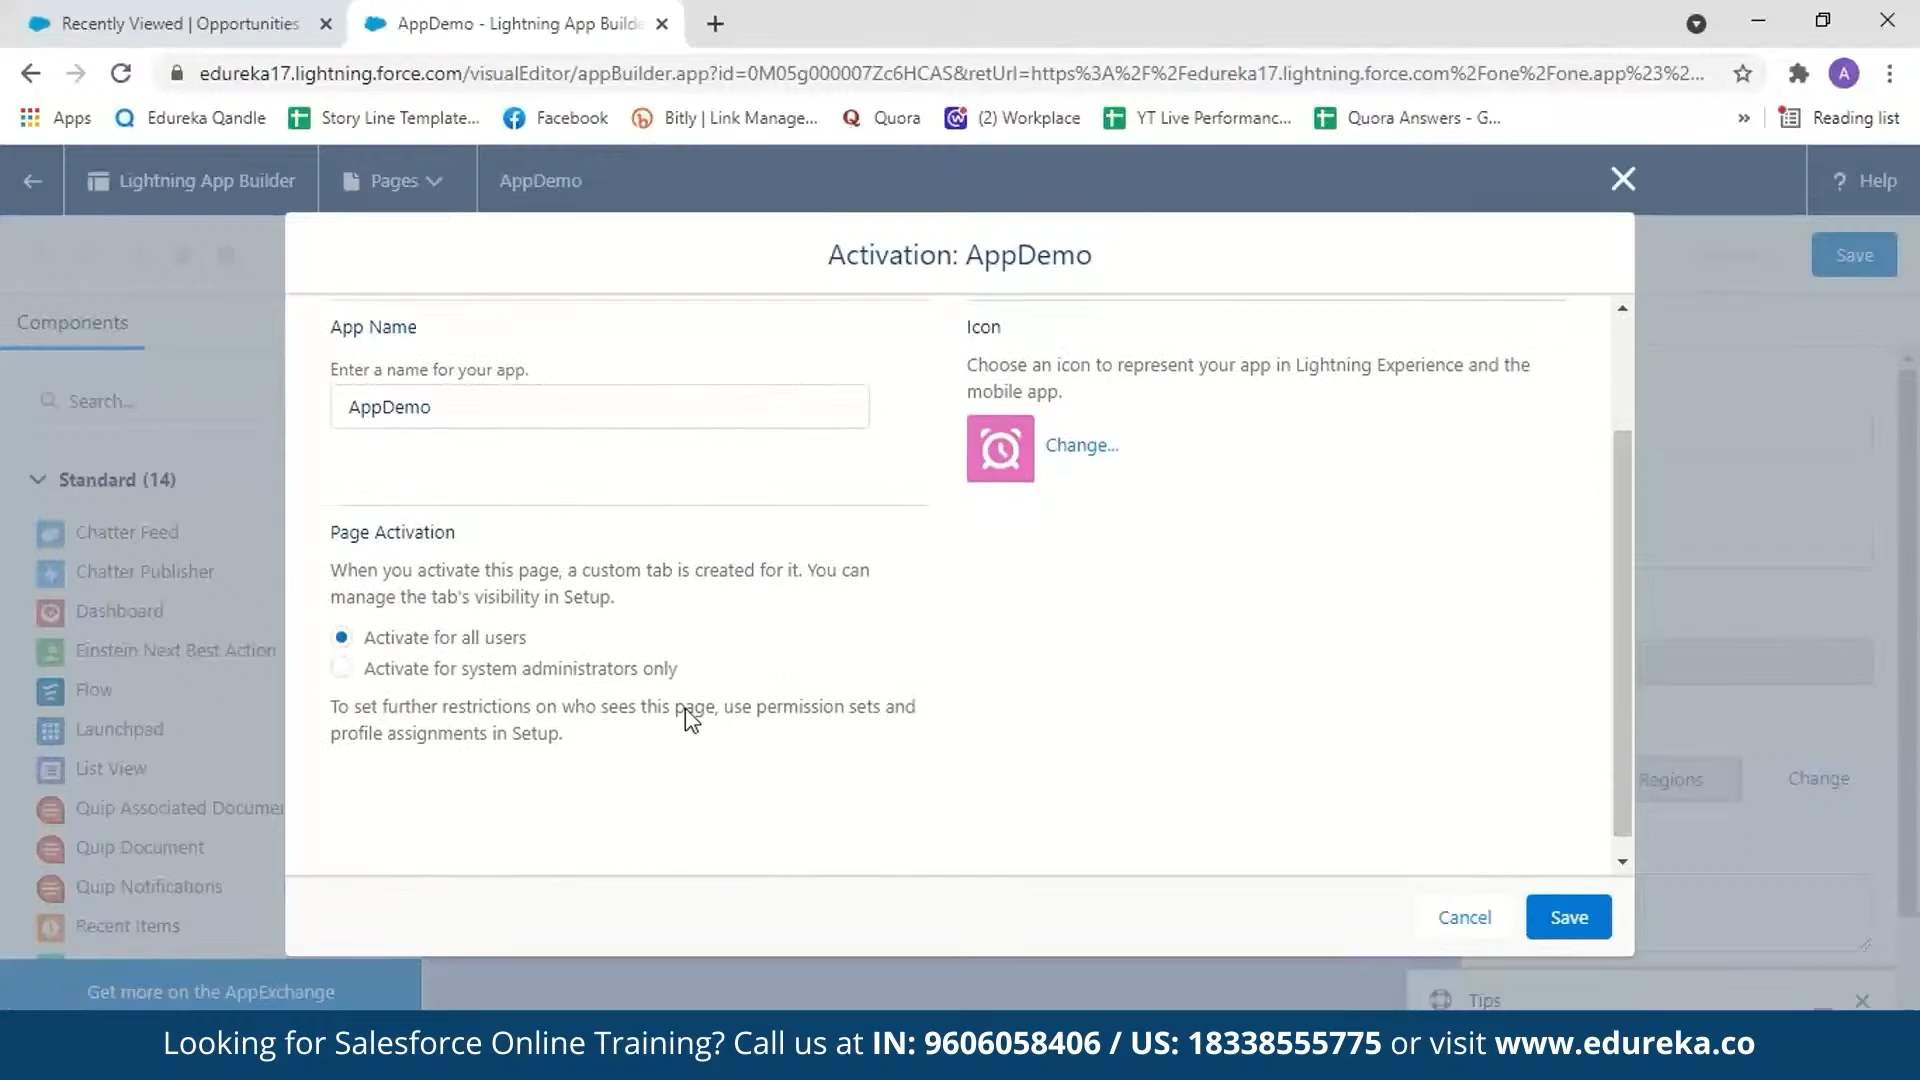 Recently Viewed | Opportunities
AppDemo - Lightning App Builde
edureka17.lightning.force.com/visualEditor/appBuilder.app?id=0M05g000007Zc6HCAS&retUrl=https%3A%2F%2Fedureka17.lightning.force.com%2Fone%2Fone.app%23%2...
A
Apps
Edureka Qandle
Story Line Template...
Facebook
Bitly | Link Manage...
Quora
(2) Workplace
YT Live Performanc...
Quora Answers - G...
»
Reading list
Lightning App Builder
Pages
AppDemo
? Help
Activation: AppDemo
Save
Components
Search...
Standard (14)
Chatter Feed
Chatter Publisher
Dashboard
Einstein Next Best Action
Flow
Launchpad
List View
Quip Associated Documen
Quip Document
Quip Notifications
Recent Items
Get more on the AppExchange
App Name
Enter a name for your app.
AppDemo
Icon
Choose an icon to represent your app in Lightning Experience and the
mobile app.
Change...
Page Activation
When you activate this page, a custom tab is created for it. You can
manage the tab's visibility in Setup.
Activate for all users
Activate for system administrators only
To set further restrictions on who sees this page, use permission sets and
profile assignments in Setup.
Regions
Change
Cancel
Save
Tips
Looking for Salesforce Online Training? Call us at IN: 9606058406 / US: 18338555775 or visit www.edureka.co